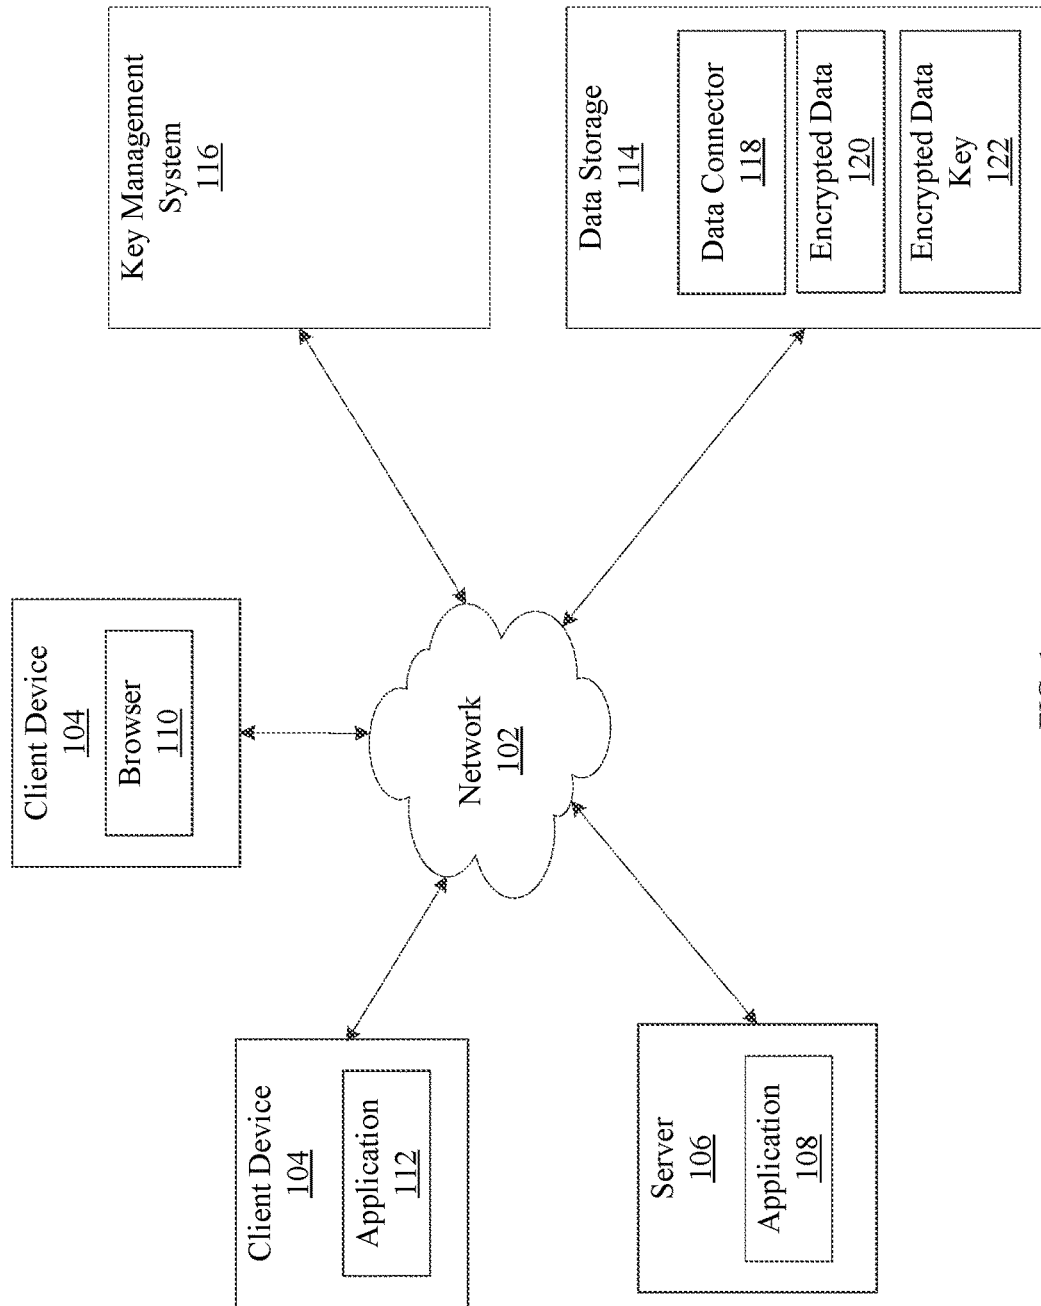 Client Device
104
Application
112
Client Device
104
Browser
110
Key Management
System
116
Network
102
Server
106
Application
108
Data Storage
114
Data Connector
118
Encrypted Data
120
Encrypted Data
Key
122